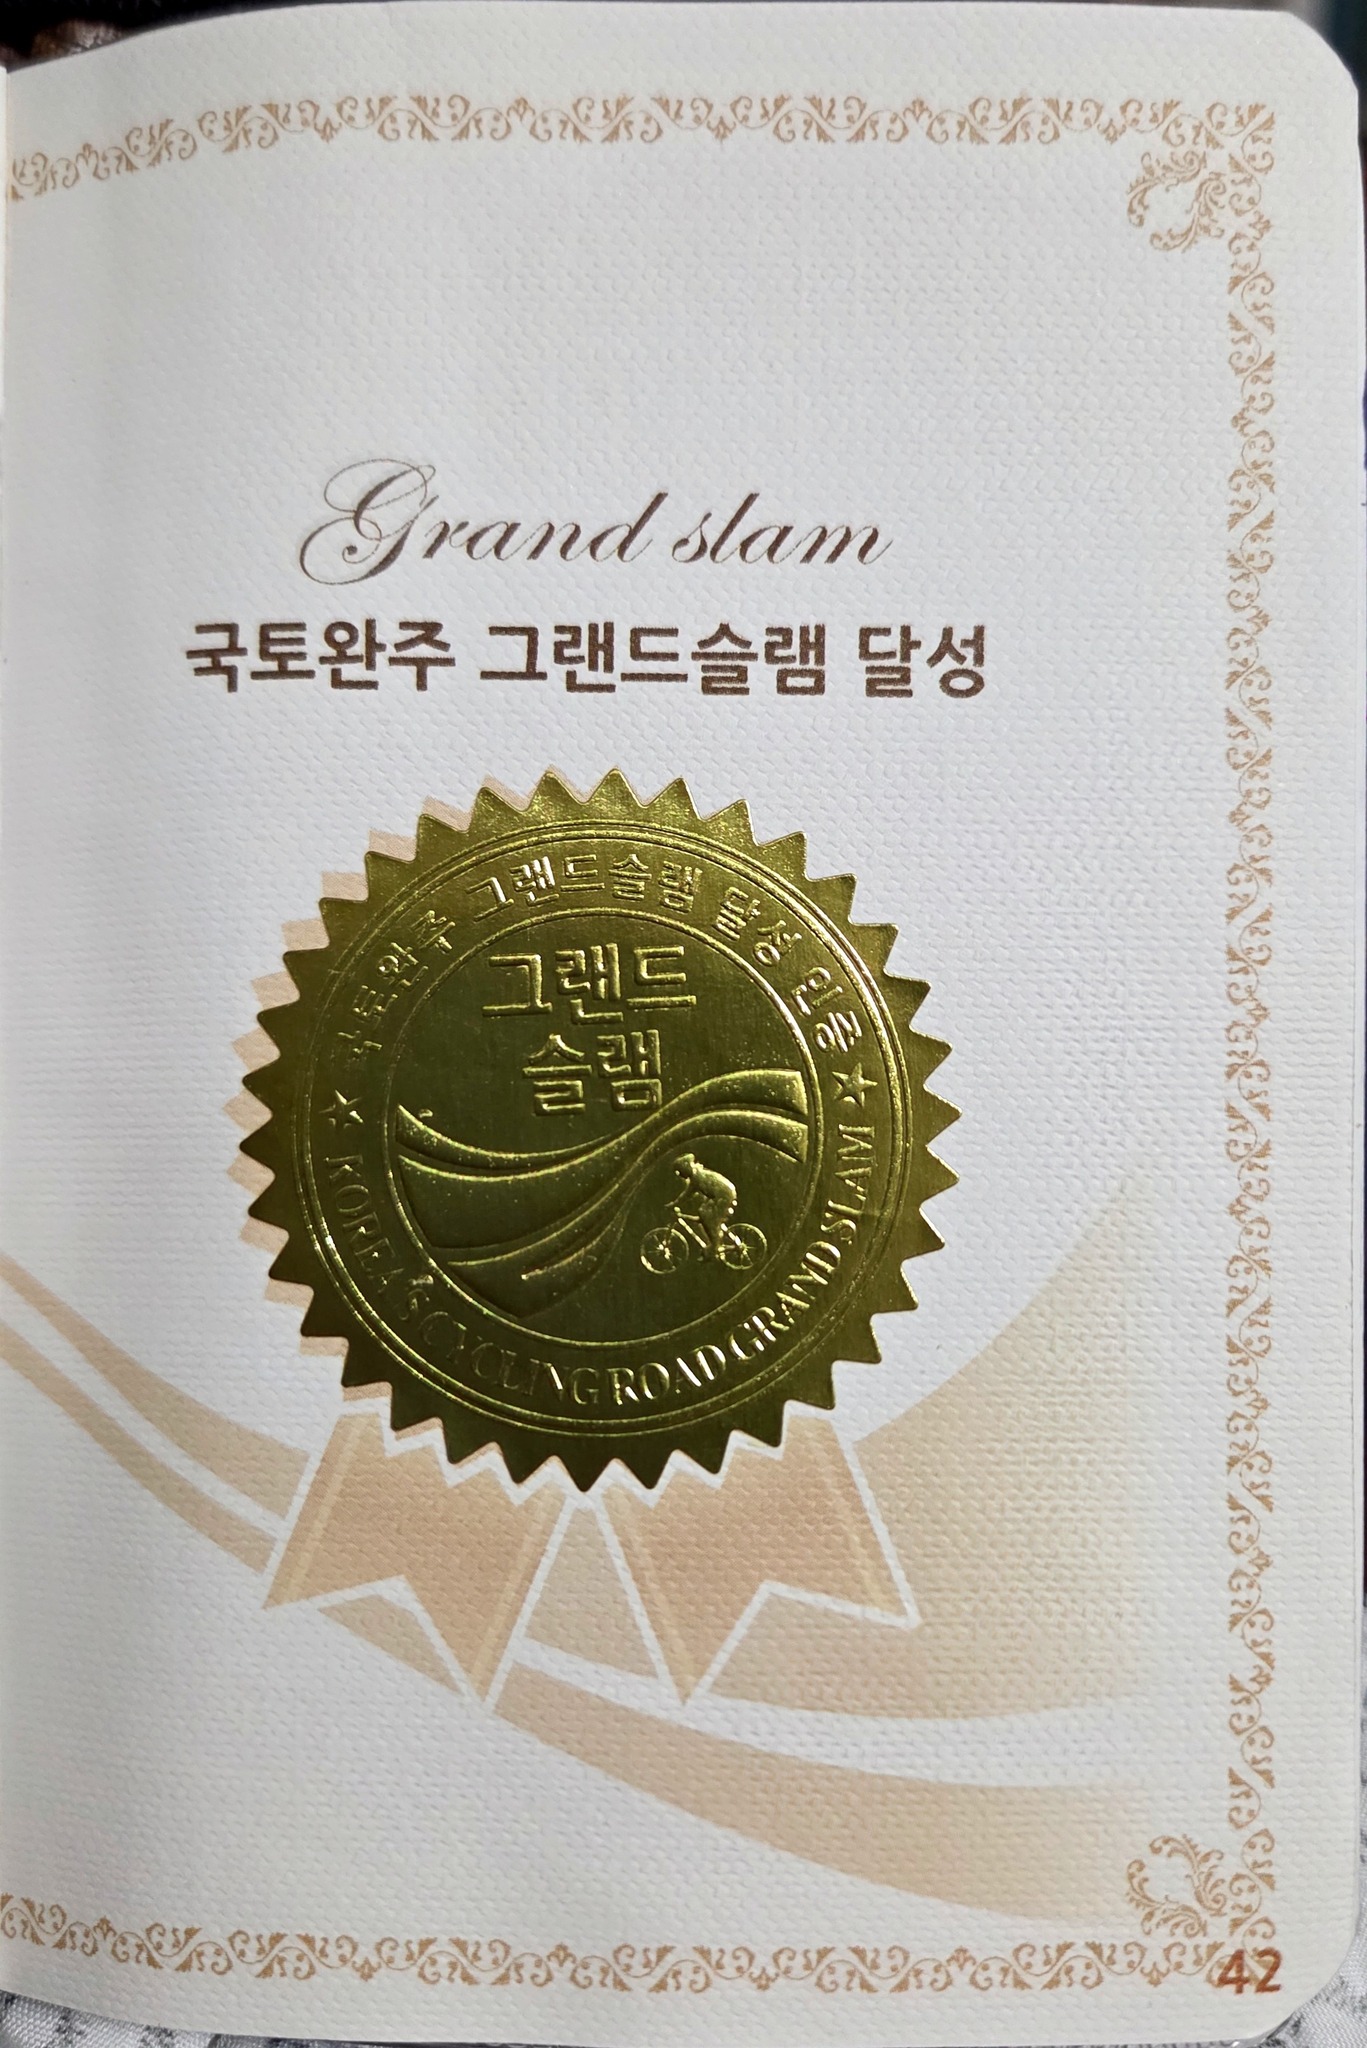 Grand slam
국토완주 그랜드슬램 달성
국토완주 그랜드슬램 달성 인증
그랜드
슬램
KOREA's CYCLING ROAD GRAND SLAM
42